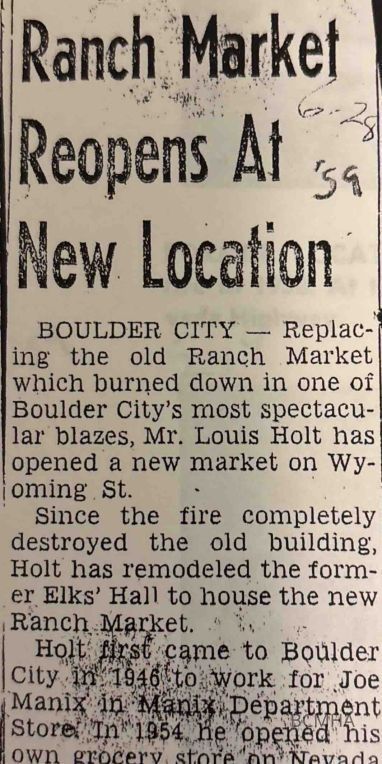 Ranch Market
Reopens At
New Location
6-28
'59
BOULDER CITY — Replac-
ing the old Ranch Market
which burned down in one of
Boulder City's most spectacu-
lar blazes, Mr. Louis Holt has
opened a new market on Wy-
oming St.
Since the fire completely
destroyed the old building,
Holt has remodeled the form-
er Elks' Hall to house the new
Ranch Market.
Holt first came to Boulder
City in 1946 to work for Joe
Manix in Manix Department
Store. In 1954 he opened his
BCMHA
own grocery store on Nevada